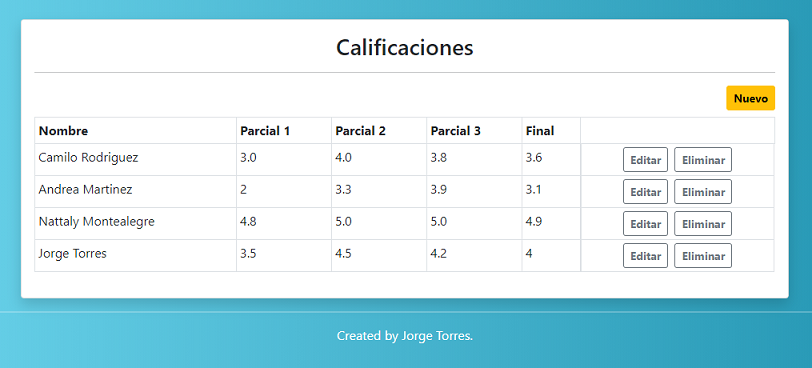 Calificaciones
Nuevo
Nombre Parcial 1 Parcial 2 Parcial 3 Final
Camilo Rodriguez 3.0 4.0 3.8 3.6 Editar Eliminar
Andrea Martinez 2 3.3 3.9 3.1 Editar Eliminar
Nattaly Montealegre 4.8 5.0 5.0 4.9 Editar Eliminar
Jorge Torres 3.5 4.5 4.2 4 Editar Eliminar
Created by Jorge Torres.